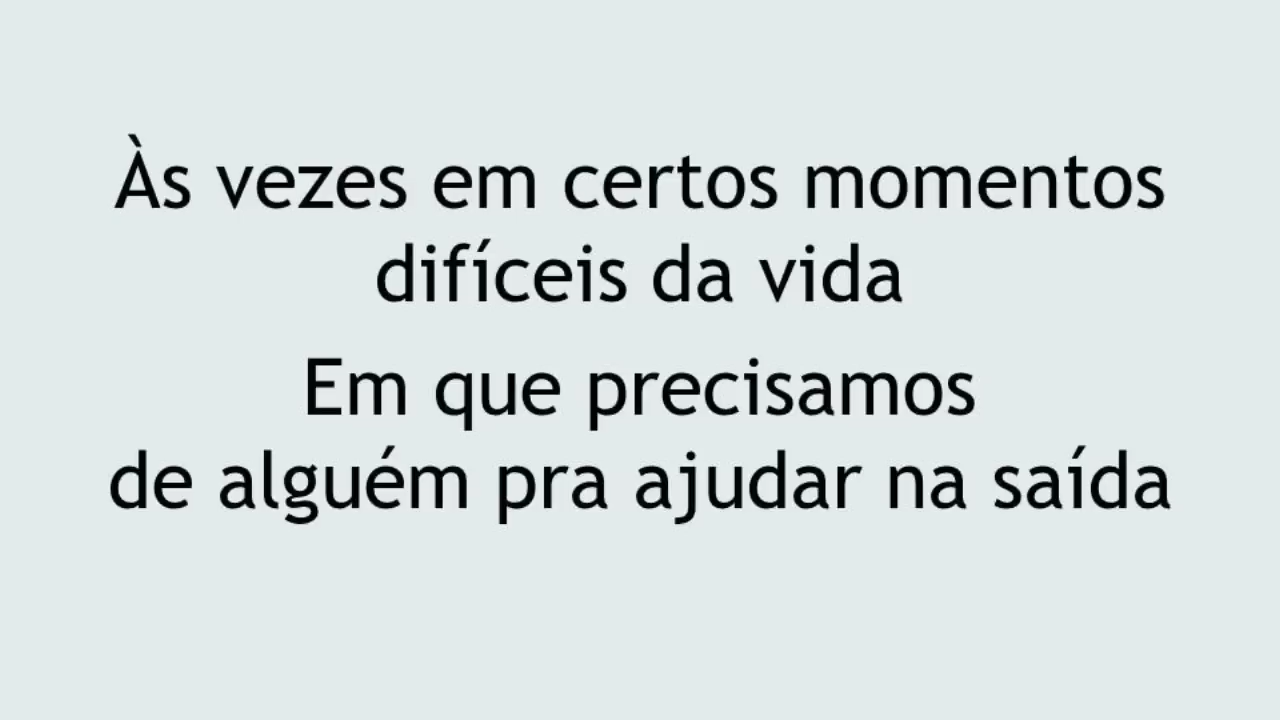 Às vezes em certos momentos
difíceis da vida
Em que precisamos
de alguém pra ajudar na saída